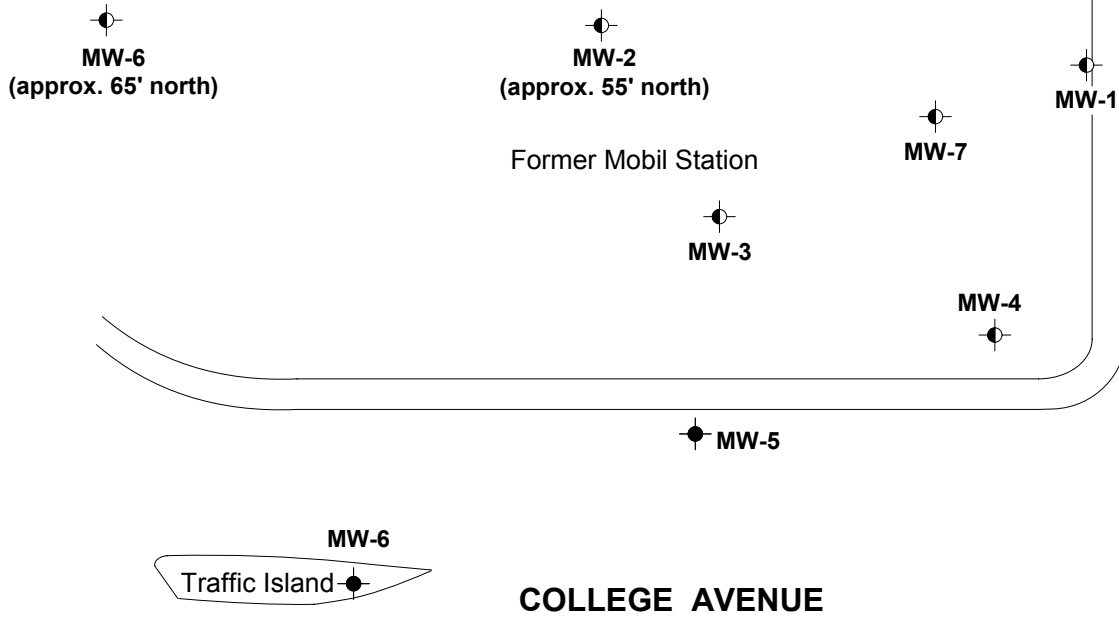 MW-6
(approx. 65' north)
MW-2
(approx. 55' north)
MW-1
MW-7
Former Mobil Station
MW-3
MW-4
MW-5
MW-6
Traffic Island
COLLEGE AVENUE